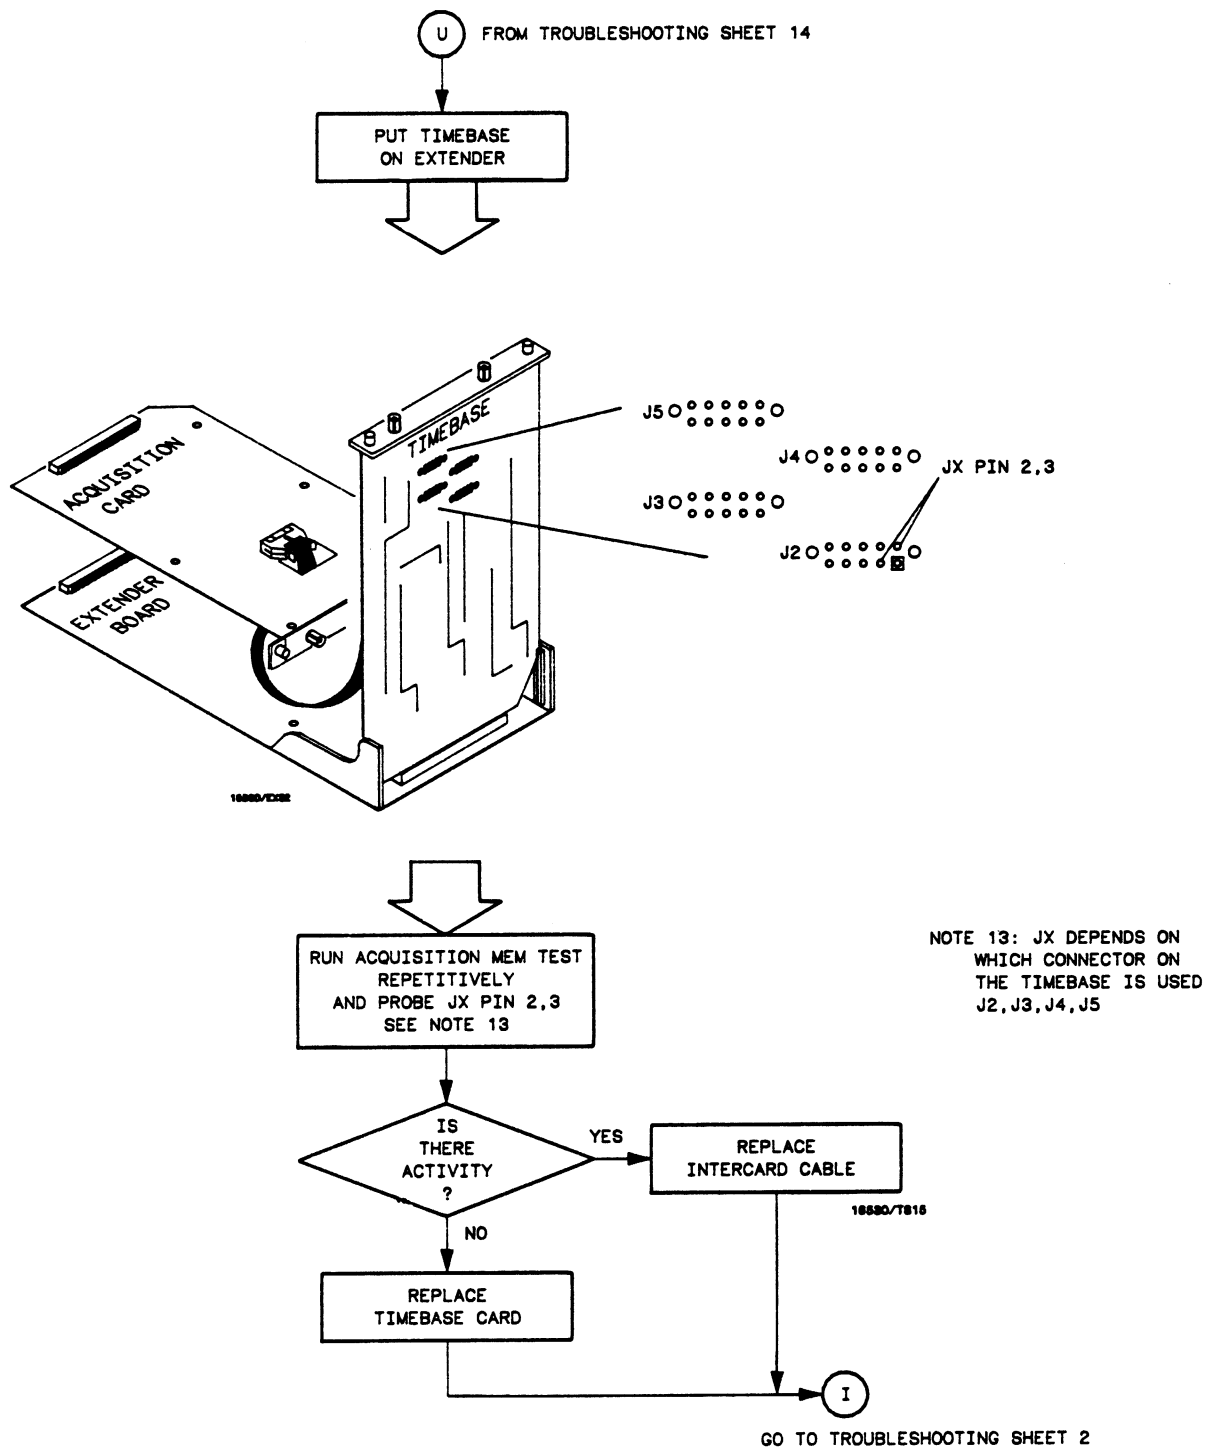 U FROM TROUBLESHOOTING SHEET 14
PUT TIMEBASE
ON EXTENDER
TIMEBASE
ACQUISITION
CARD
EXTENDER
BOARD
J5
J4
JX PIN 2,3
J3
J2
RUN ACQUISITION MEM TEST
REPETITIVELY
AND PROBE JX PIN 2,3
SEE NOTE 13
NOTE 13: JX DEPENDS ON
WHICH CONNECTOR ON
THE TIMEBASE IS USED
J2,J3,J4,J5
IS
THERE
ACTIVITY
?
YES
REPLACE
INTERCARD CABLE
NO
REPLACE
TIMEBASE CARD
I
GO TO TROUBLESHOOTING SHEET 2